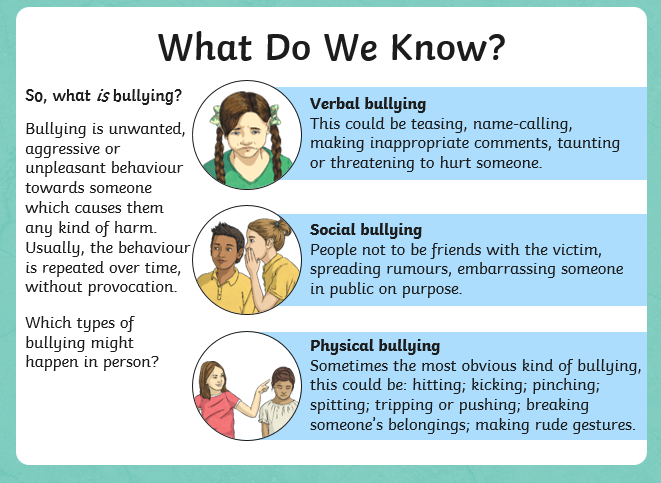 What Do We Know?
So, what is bullying?
Bullying is unwanted,
aggressive or
unpleasant behaviour
towards someone
which causes them
any kind of harm.
Usually, the behaviour
is repeated over time,
without provocation.
Which types of
bullying might
happen in person?
Verbal bullying
This could be teasing, name-calling,
making inappropriate comments, taunting
or threatening to hurt someone.
Social bullying
People not to be friends with the victim,
spreading rumours, embarrassing someone
in public on purpose.
Physical bullying
Sometimes the most obvious kind of bullying,
this could be: hitting; kicking; pinching;
spitting; tripping or pushing; breaking
someone's belongings; making rude gestures.